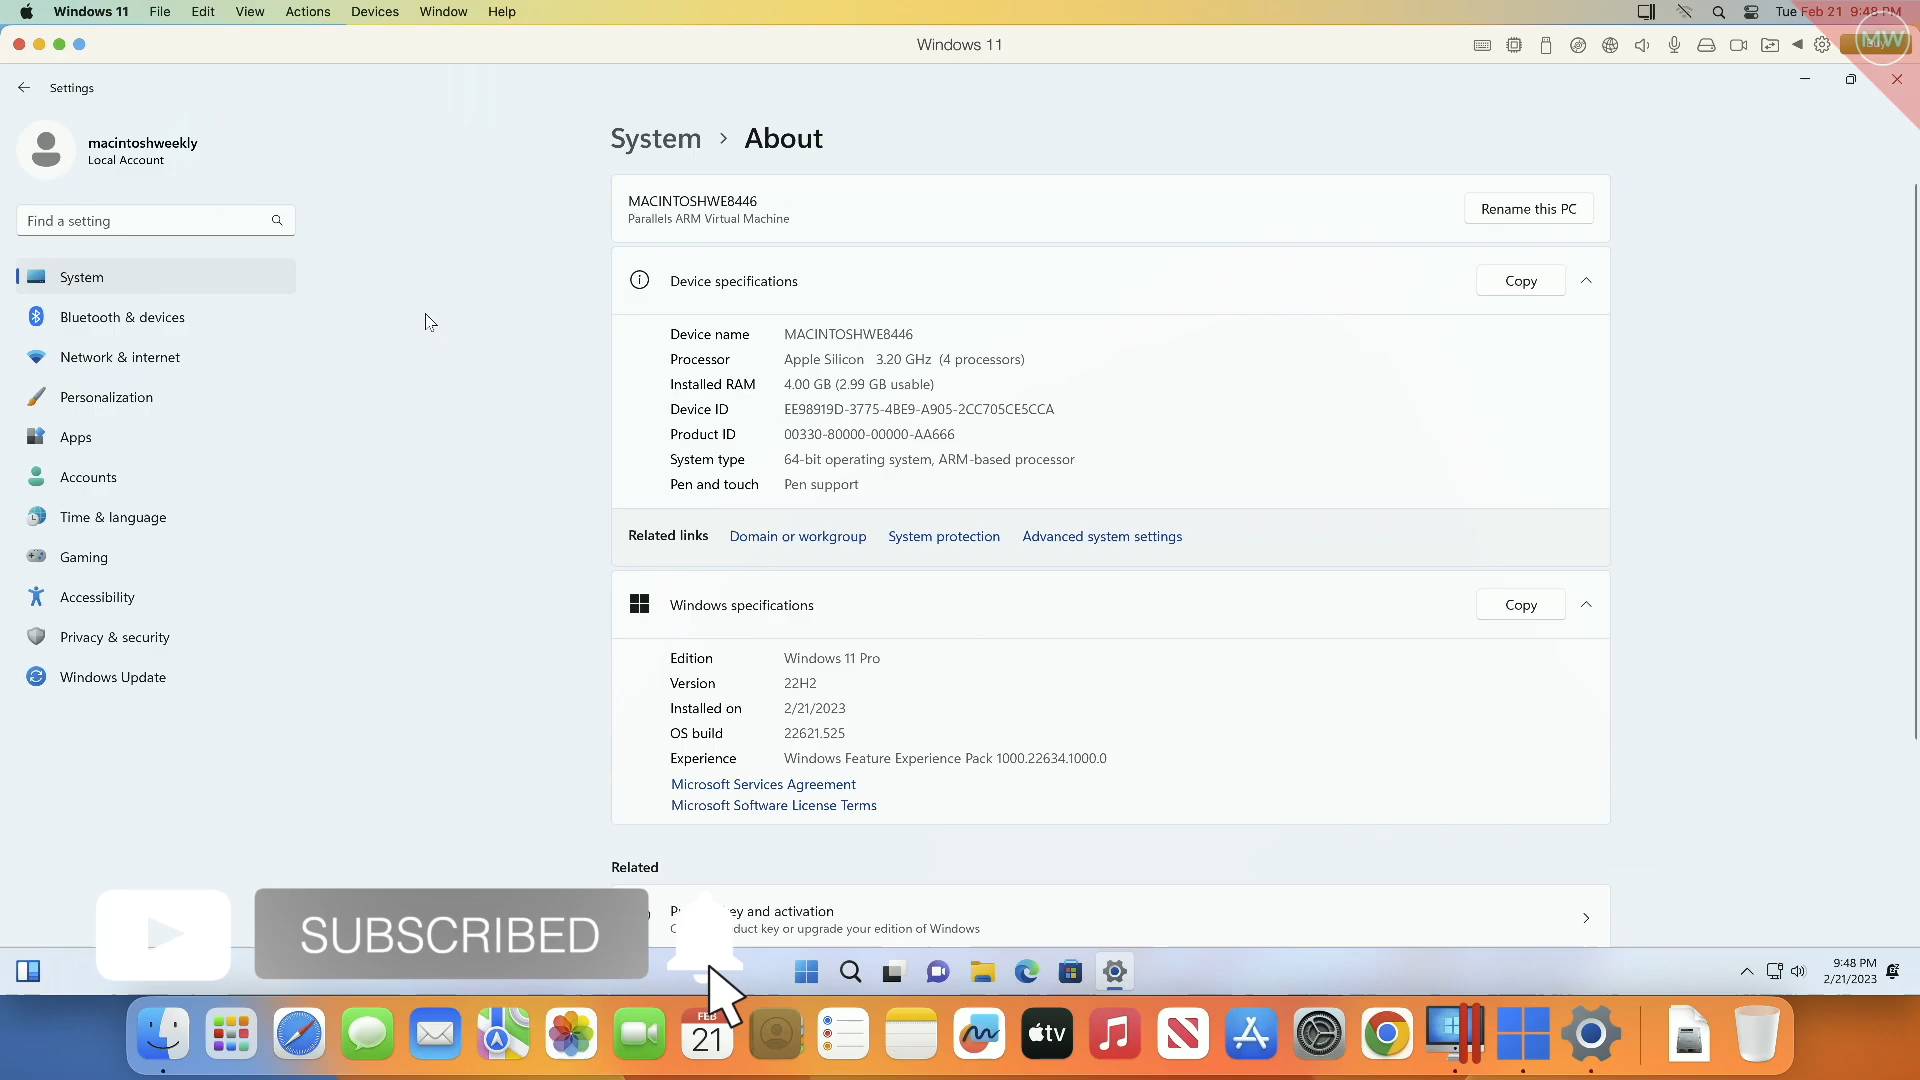 Windows 11 File Edit View Actions Devices Window Help
Tue Feb 21 9:48 PM
Windows 11
MW
Settings
macintoshweekly
Local Account
Find a setting
System
Bluetooth & devices
Network & internet
Personalization
Apps
Accounts
Time & language
Gaming
Accessibility
Privacy & security
Windows Update
System > About
MACINTOSHWE8446
Parallels ARM Virtual Machine
Rename this PC
Device specifications
Copy
Device name MACINTOSHWE8446
Processor Apple Silicon 3.20 GHz (4 processors)
Installed RAM 4.00 GB (2.99 GB usable)
Device ID EE98919D-3775-4BE9-A905-2CC705CE5CCA
Product ID 00330-80000-00000-AA666
System type 64-bit operating system, ARM-based processor
Pen and touch Pen support
Related links Domain or workgroup System protection Advanced system settings
Windows specifications
Copy
Edition Windows 11 Pro
Version 22H2
Installed on 2/21/2023
OS build 22621.525
Experience Windows Feature Experience Pack 1000.22634.1000.0
Microsoft Services Agreement
Microsoft Software License Terms
Related
key and activation
key or upgrade your edition of Windows
SUBSCRIBED
9:48 PM
2/21/2023
FEB
21
tv